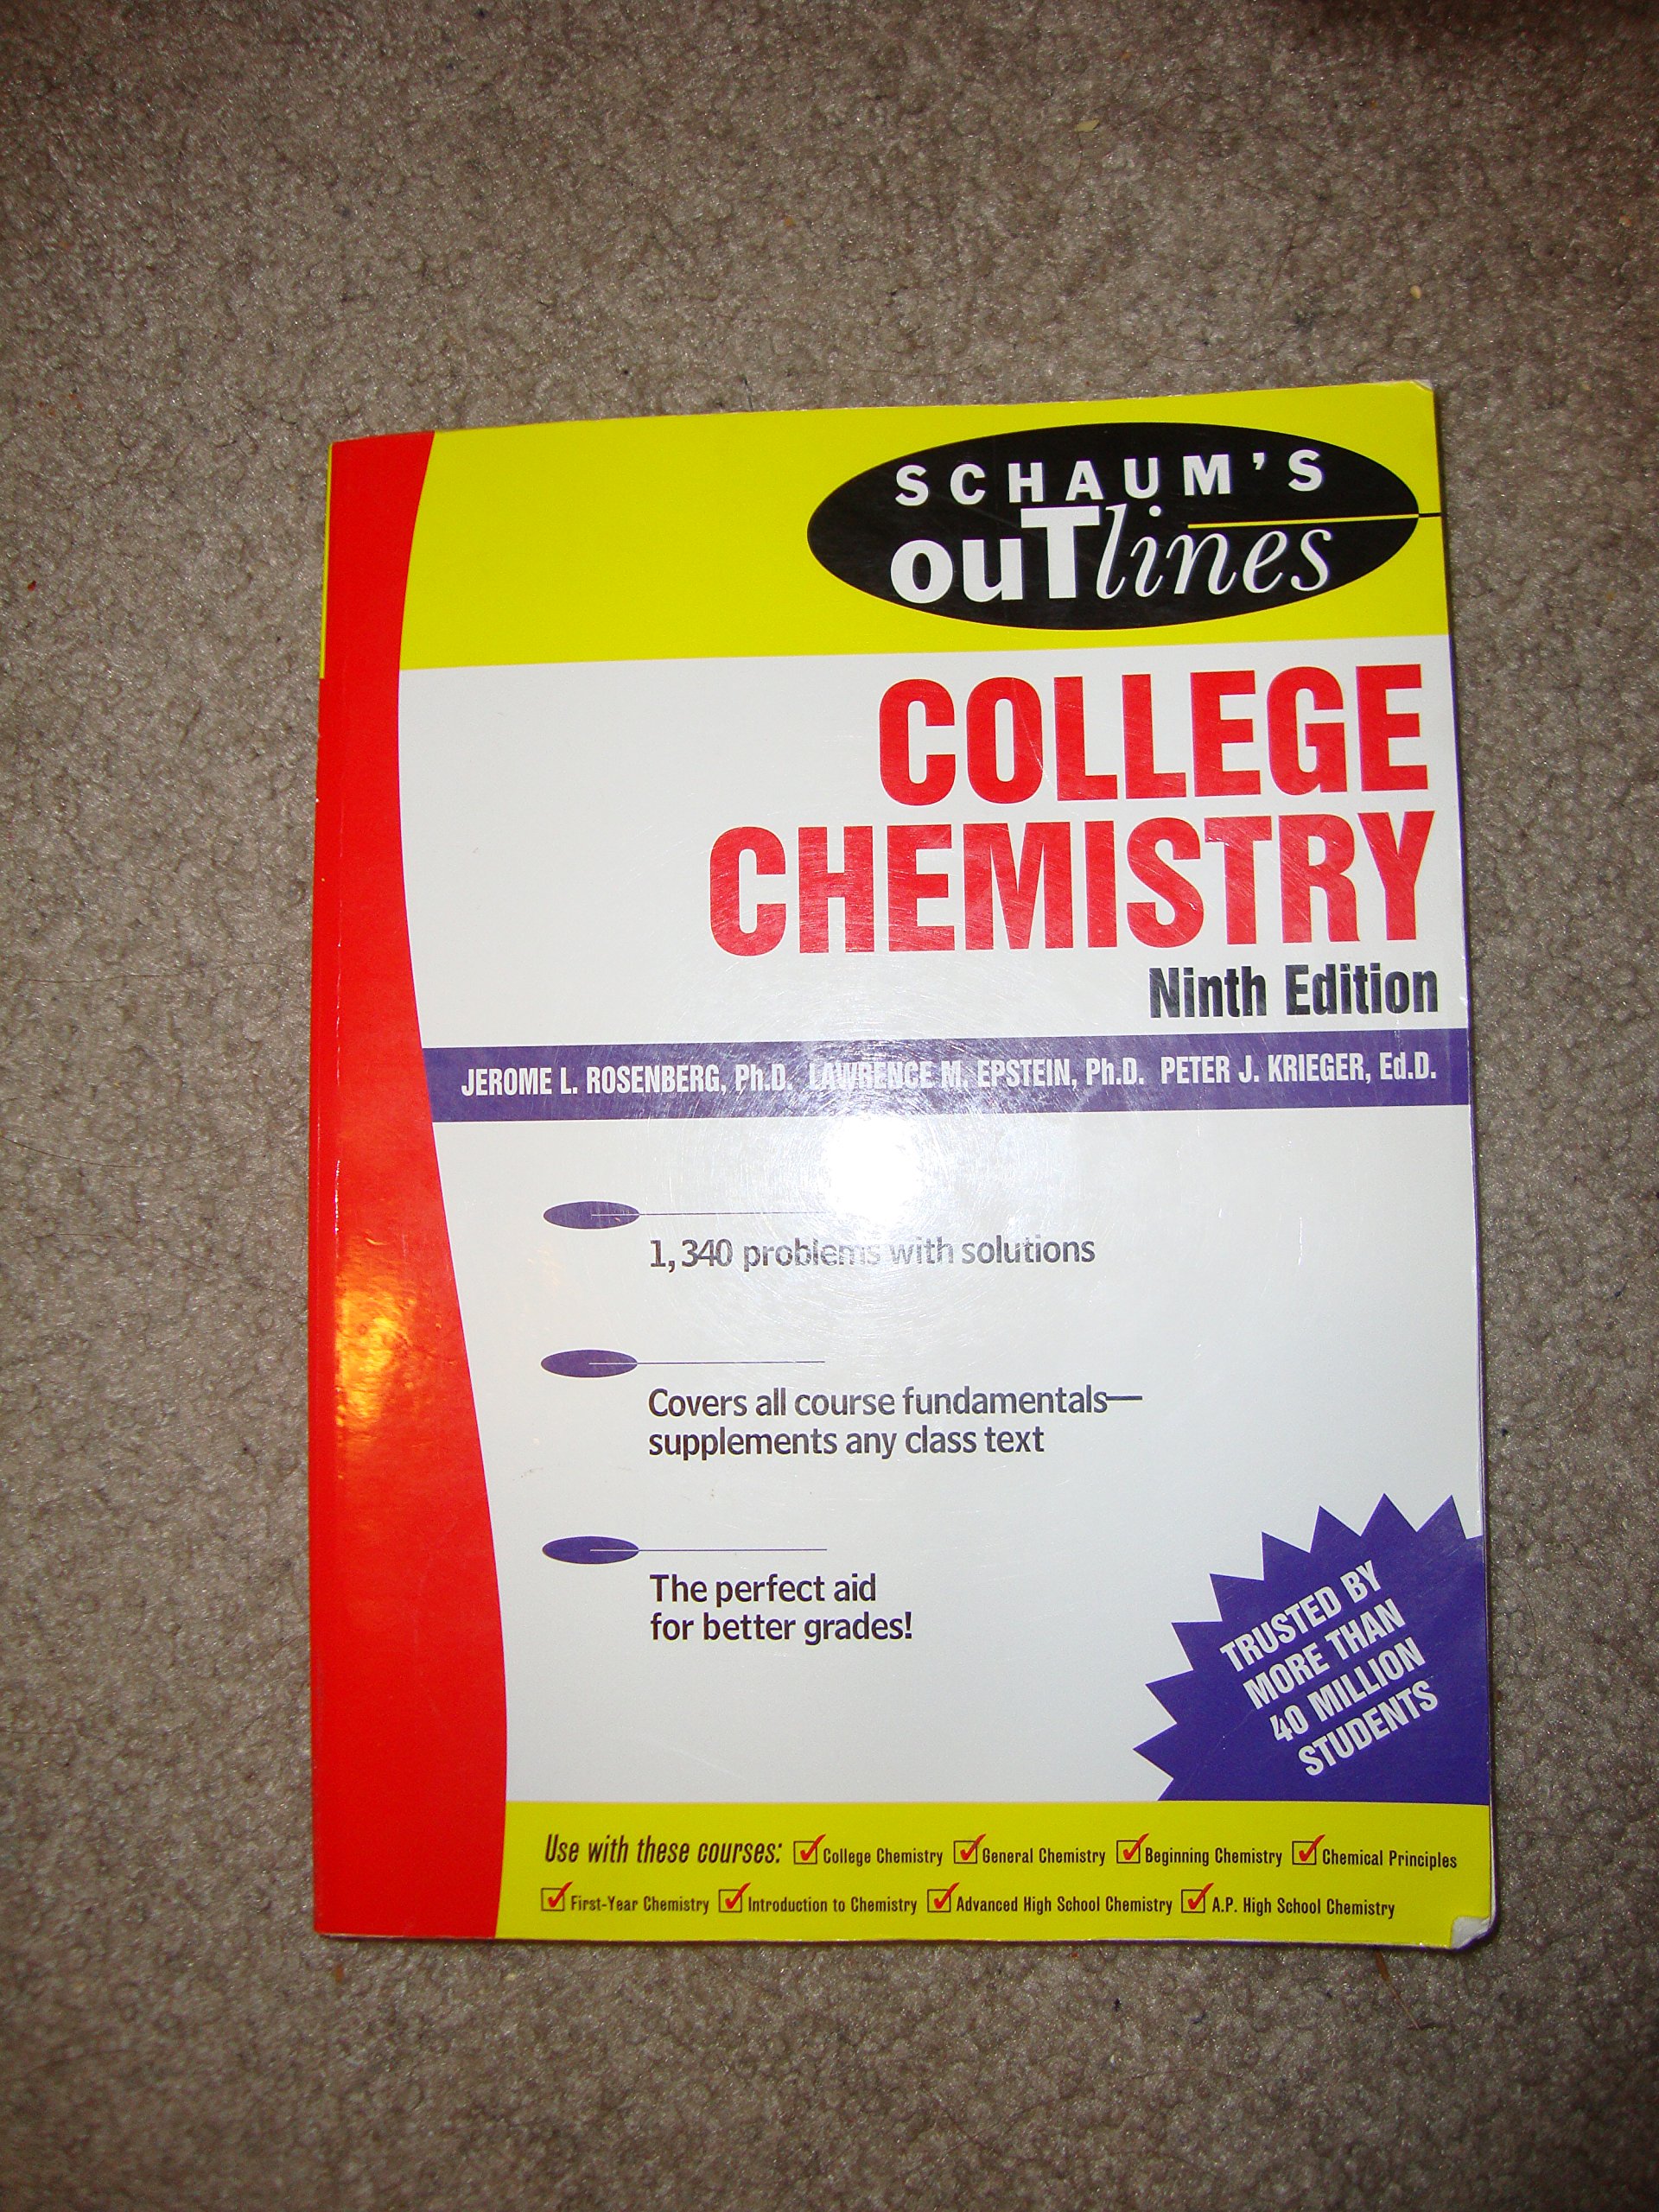 SCHAUM'S
ouTlines
COLLEGE
CHEMISTRY
Ninth Edition
JEROME L. ROSENBERG, Ph.D. LAWRENCE M. EPSTEIN, Ph.D. PETER J. KRIEGER, Ed.D.
1,340 problems with solutions
Covers all course fundamentals—
supplements any class text
The perfect aid
for better grades!
TRUSTED BY
MORE THAN
40 MILLION
STUDENTS
Use with these courses: College Chemistry General Chemistry Beginning Chemistry Chemical Principles
First-Year Chemistry Introduction to Chemistry Advanced High School Chemistry A.P. High School Chemistry